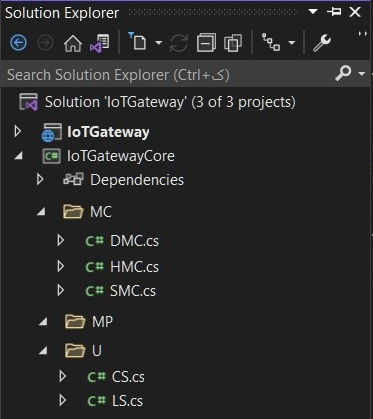 Solution Explorer
Search Solution Explorer (Ctrl+ک)
Solution 'IoTGateway' (3 of 3 projects)
IoTGateway
IoTGatewayCore
Dependencies
MC
C# DMC.cs
C# HMC.cs
C# SMC.cs
MP
U
C# CS.cs
C# LS.cs